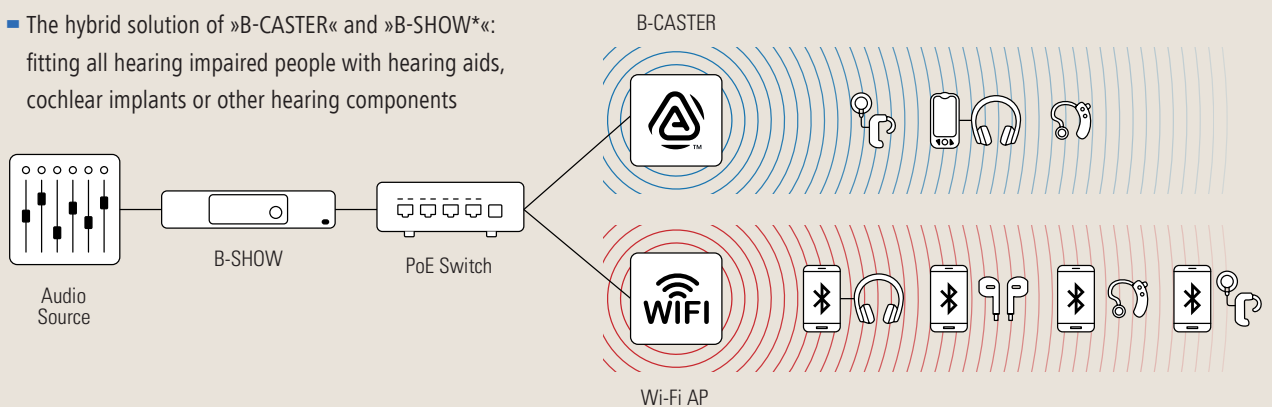 The hybrid solution of »B-CASTER« and »B-SHOW*«:
fitting all hearing impaired people with hearing aids,
cochlear implants or other hearing components
B-CASTER
TM
Audio
Source
B-SHOW
PoE Switch
WiFi
Wi-Fi AP